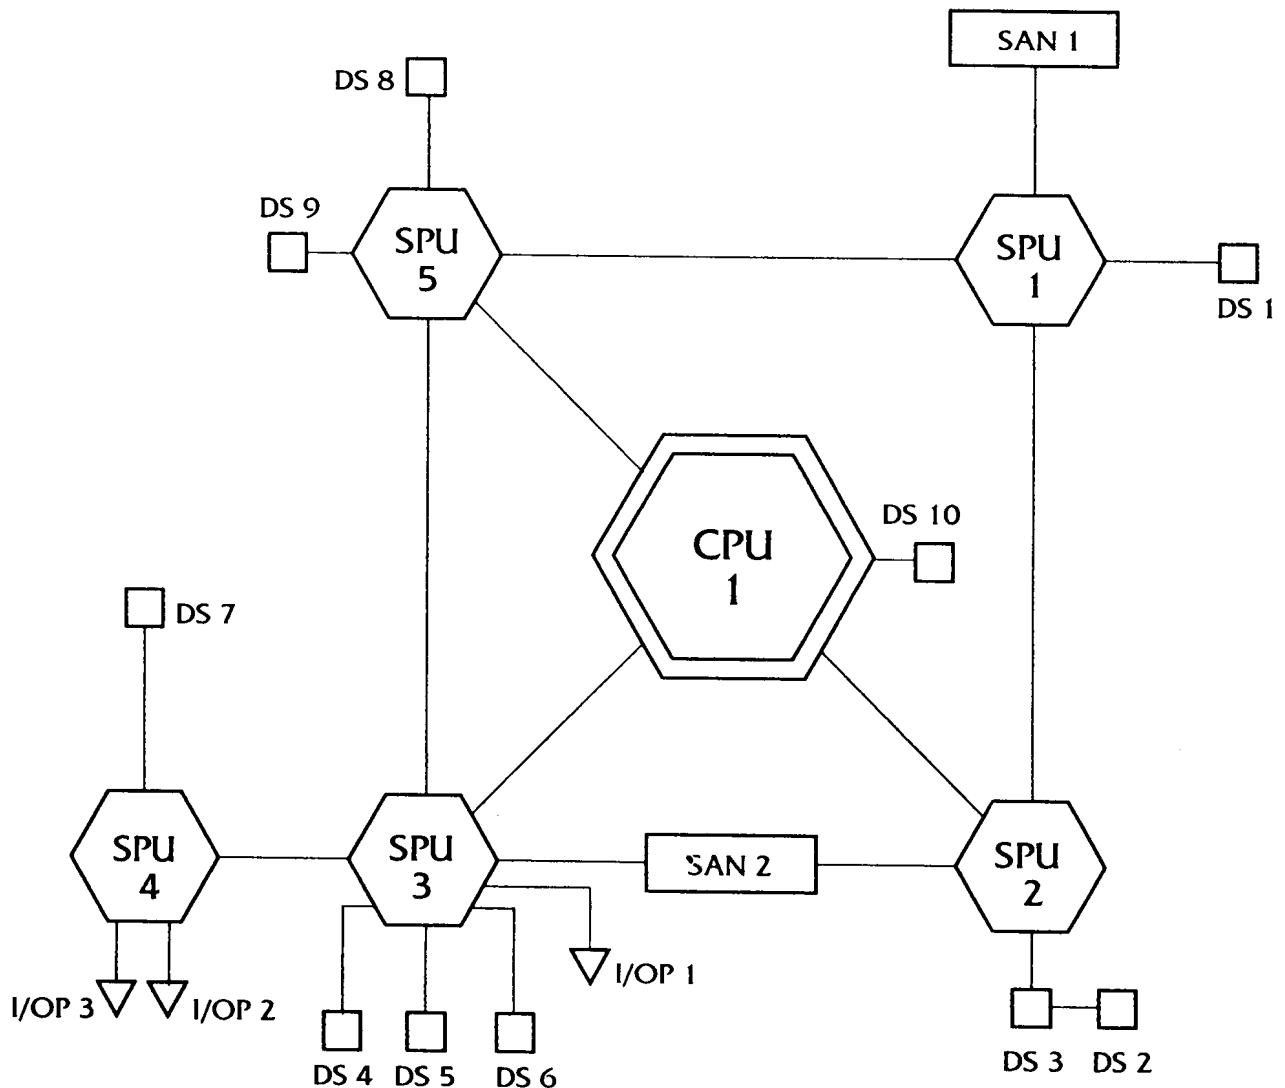 SAN 1
DS 8
DS 9
SPU
5
SPU
1
DS 1
DS 10
CPU
1
DS 7
SPU
4
SPU
3
SAN 2
SPU
2
I/OP 1
I/OP 3
I/OP 2
DS 4
DS 5
DS 6
DS 3
DS 2